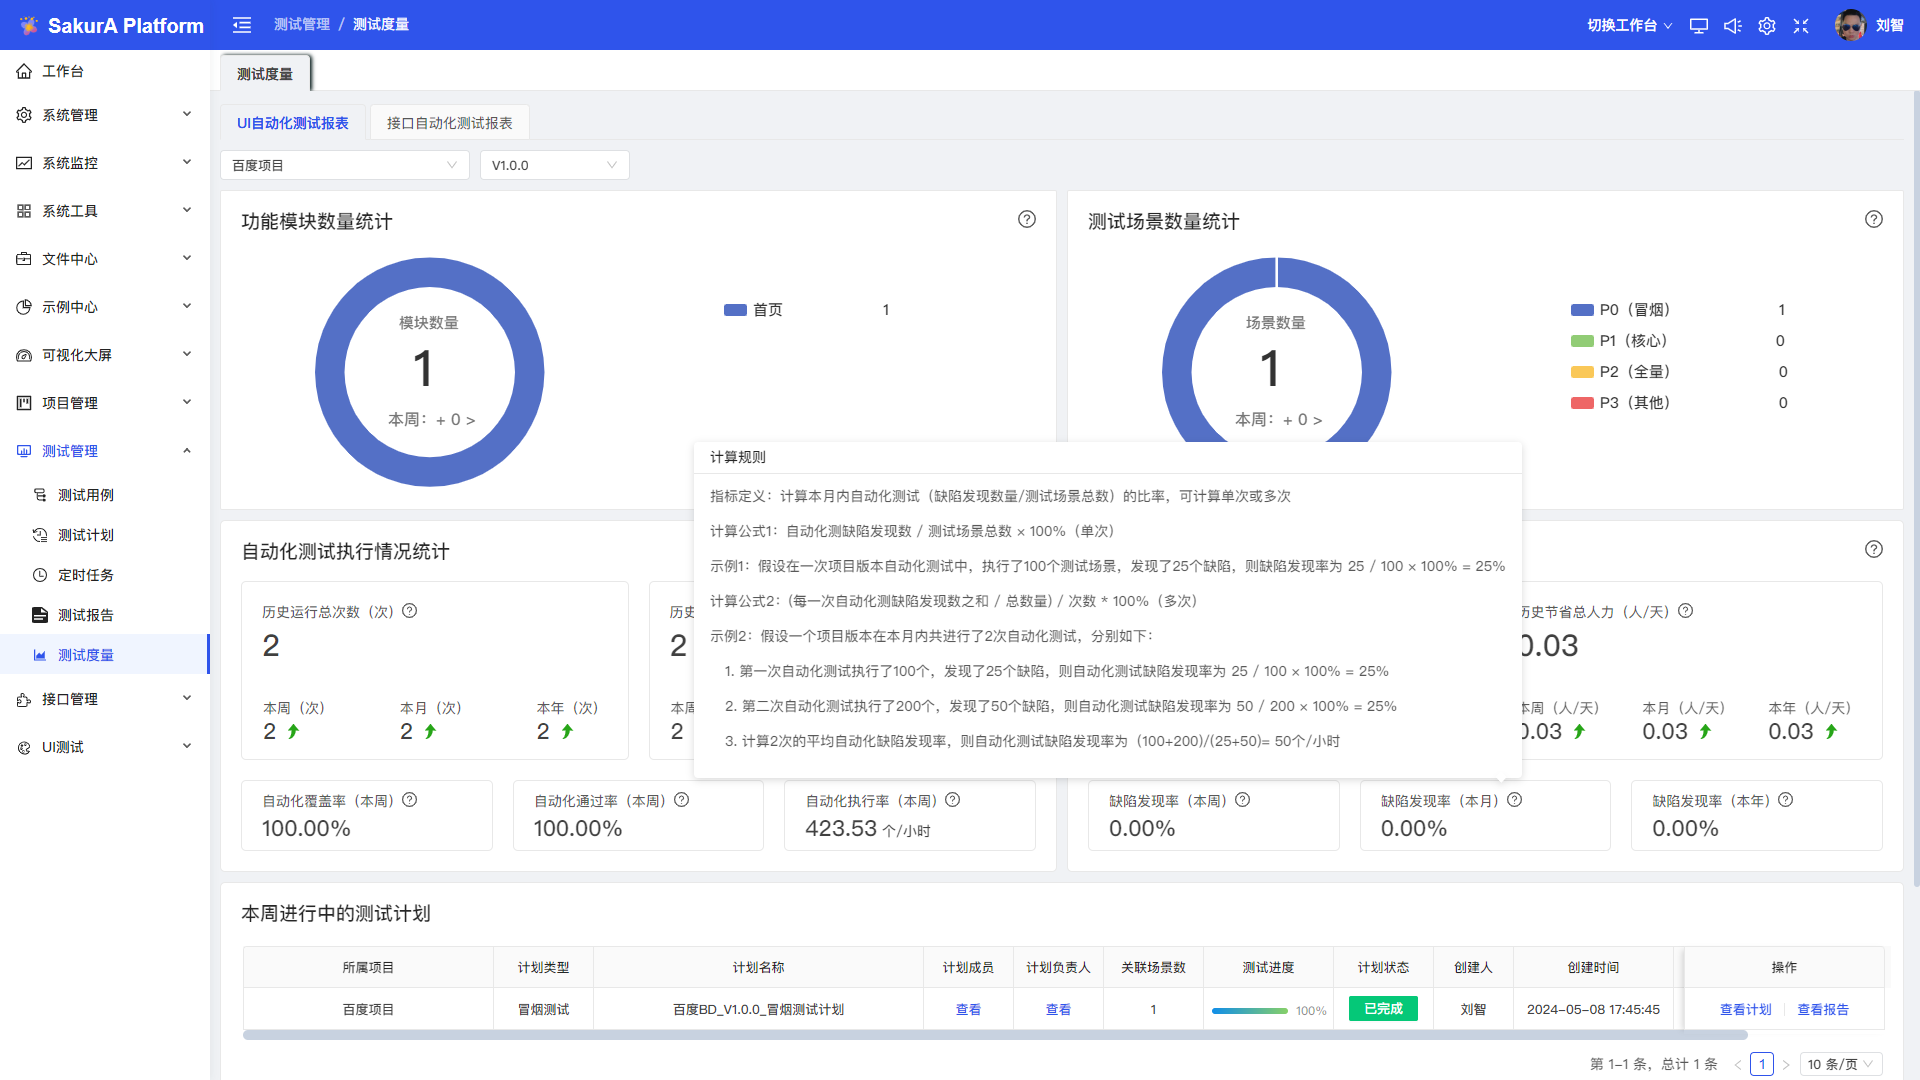 SakurA Platform
测试管理 / 测试度量
切换工作台
刘智
工作台
系统管理
系统监控
系统工具
文件中心
示例中心
可视化大屏
项目管理
测试管理
测试用例
测试计划
定时任务
测试报告
测试度量
接口管理
UI测试
测试度量
UI自动化测试报表
接口自动化测试报表
百度项目
V1.0.0
功能模块数量统计
模块数量
1
本周：+ 0 >
首页 1
测试场景数量统计
场景数量
1
本周：+ 0 >
P0（冒烟） 1
P1（核心） 0
P2（全量） 0
P3（其他） 0
计算规则
指标定义：计算本月内自动化测试（缺陷发现数量/测试场景总数）的比率，可计算单次或多次
计算公式1：自动化测缺陷发现数 / 测试场景总数 × 100%（单次）
示例1：假设在一次项目版本自动化测试中，执行了100个测试场景，发现了25个缺陷，则缺陷发现率为 25 / 100 × 100% = 25%
计算公式2：(每一次自动化测缺陷发现数之和 / 总数量) / 次数 * 100%（多次）
示例2：假设一个项目版本在本月内共进行了2次自动化测试，分别如下：
1. 第一次自动化测试执行了100个，发现了25个缺陷，则自动化测试缺陷发现率为 25 / 100 × 100% = 25%
2. 第二次自动化测试执行了200个，发现了50个缺陷，则自动化测试缺陷发现率为 50 / 200 × 100% = 25%
3. 计算2次的平均自动化缺陷发现率，则自动化测试缺陷发现率为（100+200)/(25+50)= 50个/小时
自动化测试执行情况统计
历史运行总次数（次）
2
本周（次） 本月（次） 本年（次）
2 2 2
历史
2
本周
2
历史节省总人力（人/天）
0.03
本周（人/天） 本月（人/天） 本年（人/天）
0.03 0.03 0.03
自动化覆盖率（本周）
100.00%
自动化通过率（本周）
100.00%
自动化执行率（本周）
423.53 个/小时
缺陷发现率（本周）
0.00%
缺陷发现率（本月）
0.00%
缺陷发现率（本年）
0.00%
本周进行中的测试计划
所属项目 计划类型 计划名称 计划成员 计划负责人 关联场景数 测试进度 计划状态 创建人 创建时间 操作
百度项目 冒烟测试 百度BD_V1.0.0_冒烟测试计划 查看 查看 1 100% 已完成 刘智 2024-05-08 17:45:45 查看计划 查看报告
第 1-1 条，总计 1 条 < 1 > 10 条/页